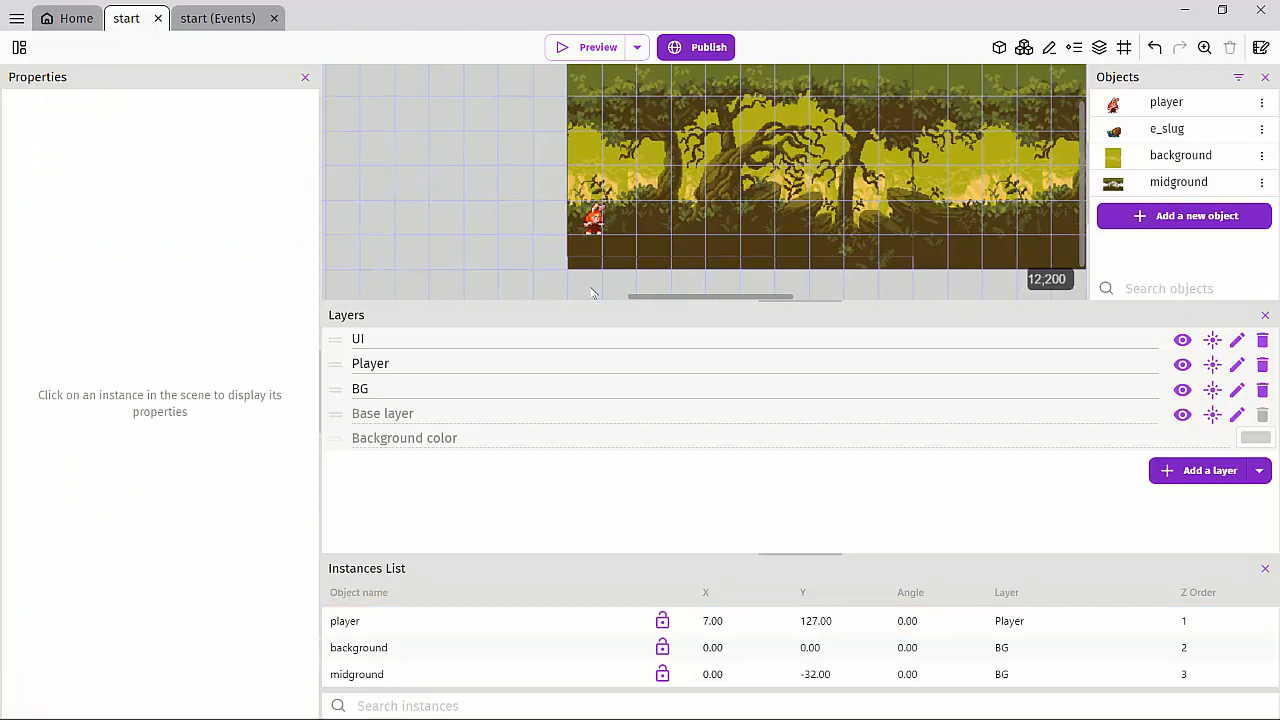 Home
start
start (Events)
Preview
Publish
Properties
Click on an instance in the scene to display its
properties
12,200
Objects
player
e_slug
background
midground
Add a new object
Search objects
Layers
UI
Player
BG
Base layer
Background color
Add a layer
Instances List
Object name X Y Angle Layer Z Order
player 7.00 127.00 0.00 Player 1
background 0.00 0.00 0.00 BG 2
midground 0.00 -32.00 0.00 BG 3
Search instances